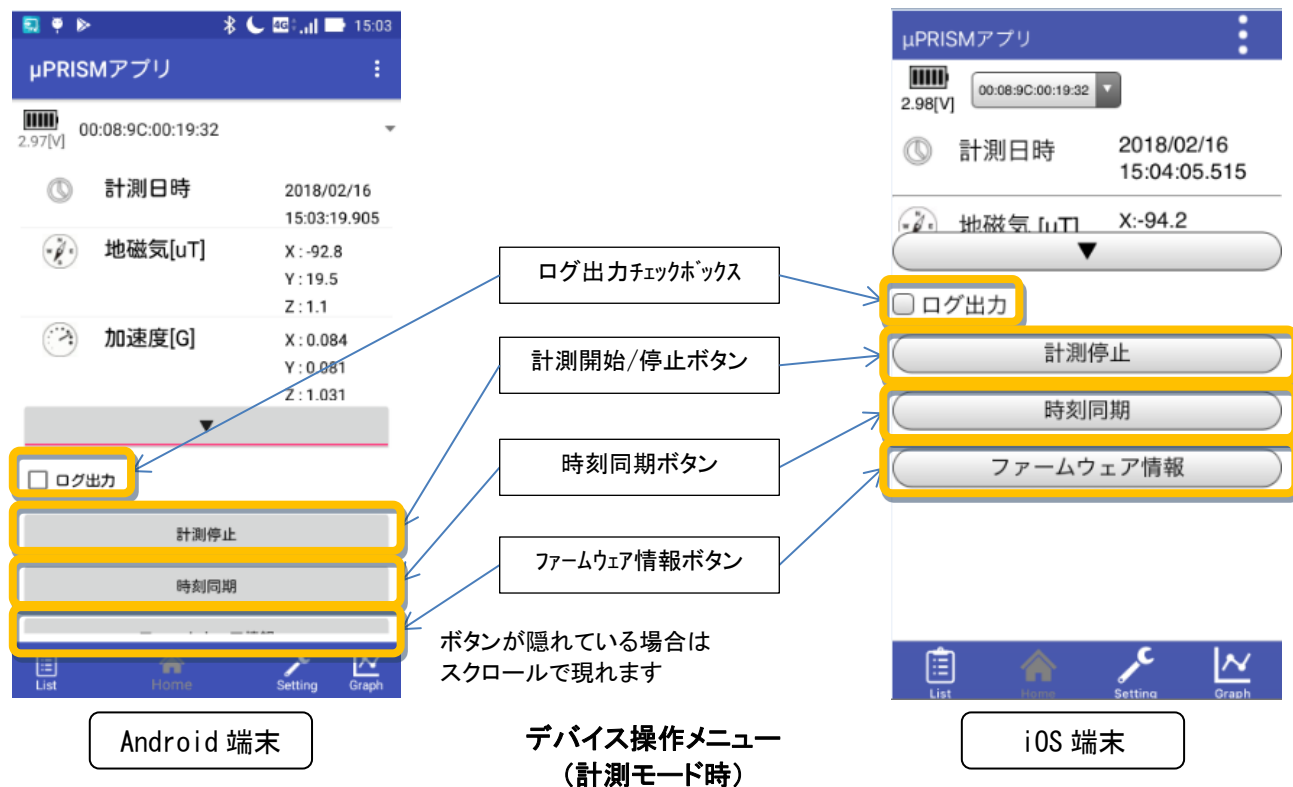 15:03
4G
μPRISMアプリ
2.97[V]
00:08:9C:00:19:32
計測日時
2018/02/16
15:03:19.905
地磁気[uT]
X : -92.8
Y : 19.5
Z : 1.1
加速度[G]
X : 0.084
Y : 0.081
Z : 1.031
▼
ログ出力
計測停止
時刻同期
List
Home
Setting
Graph
Android 端末
ログ出力チェックボックス
計測開始/停止ボタン
時刻同期ボタン
ファームウェア情報ボタン
ボタンが隠れている場合は
スクロールで現れます
デバイス操作メニュー
(計測モード時)
μPRISMアプリ
2.98[V]
00:08:9C:00:19:32
計測日時
2018/02/16
15:04:05.515
地磁気 [uT]
X:-94.2
▼
ログ出力
計測停止
時刻同期
ファームウェア情報
List
Home
Setting
Graph
iOS 端末